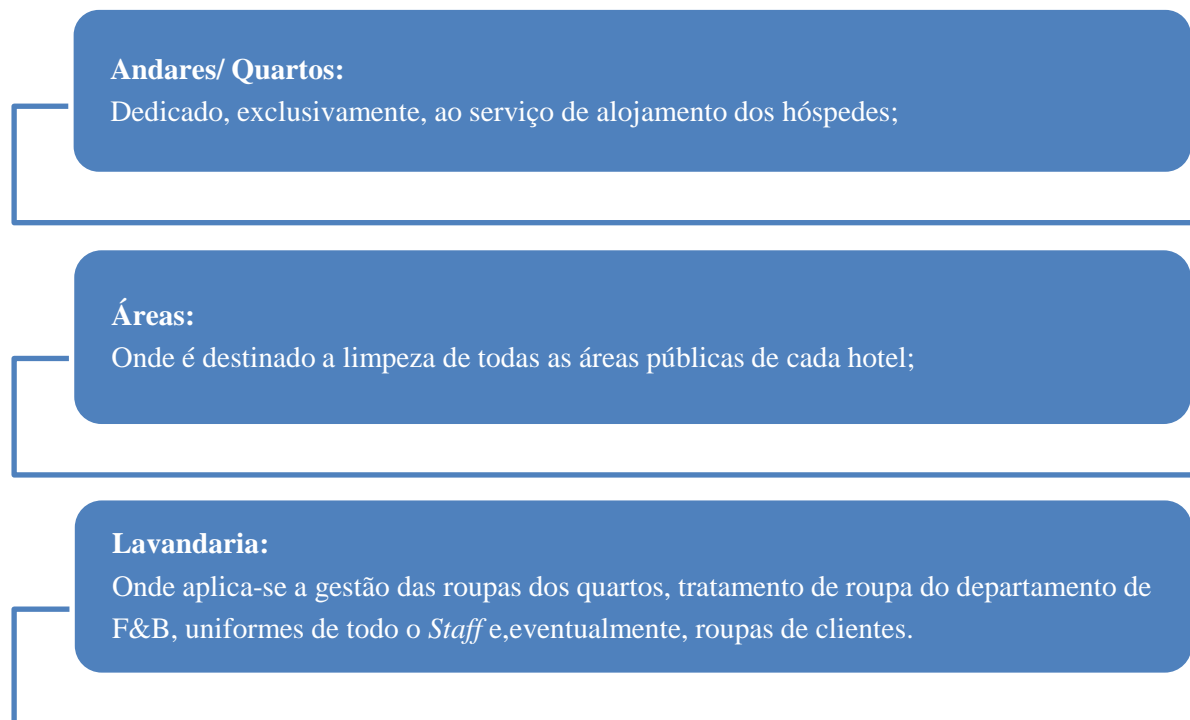 Andares/ Quartos:
Dedicado, exclusivamente, ao serviço de alojamento dos hóspedes;
Áreas:
Onde é destinado a limpeza de todas as áreas públicas de cada hotel;
Lavandaria:
Onde aplica-se a gestão das roupas dos quartos, tratamento de roupa do departamento de
F&B, uniformes de todo o Staff e,eventualmente, roupas de clientes.